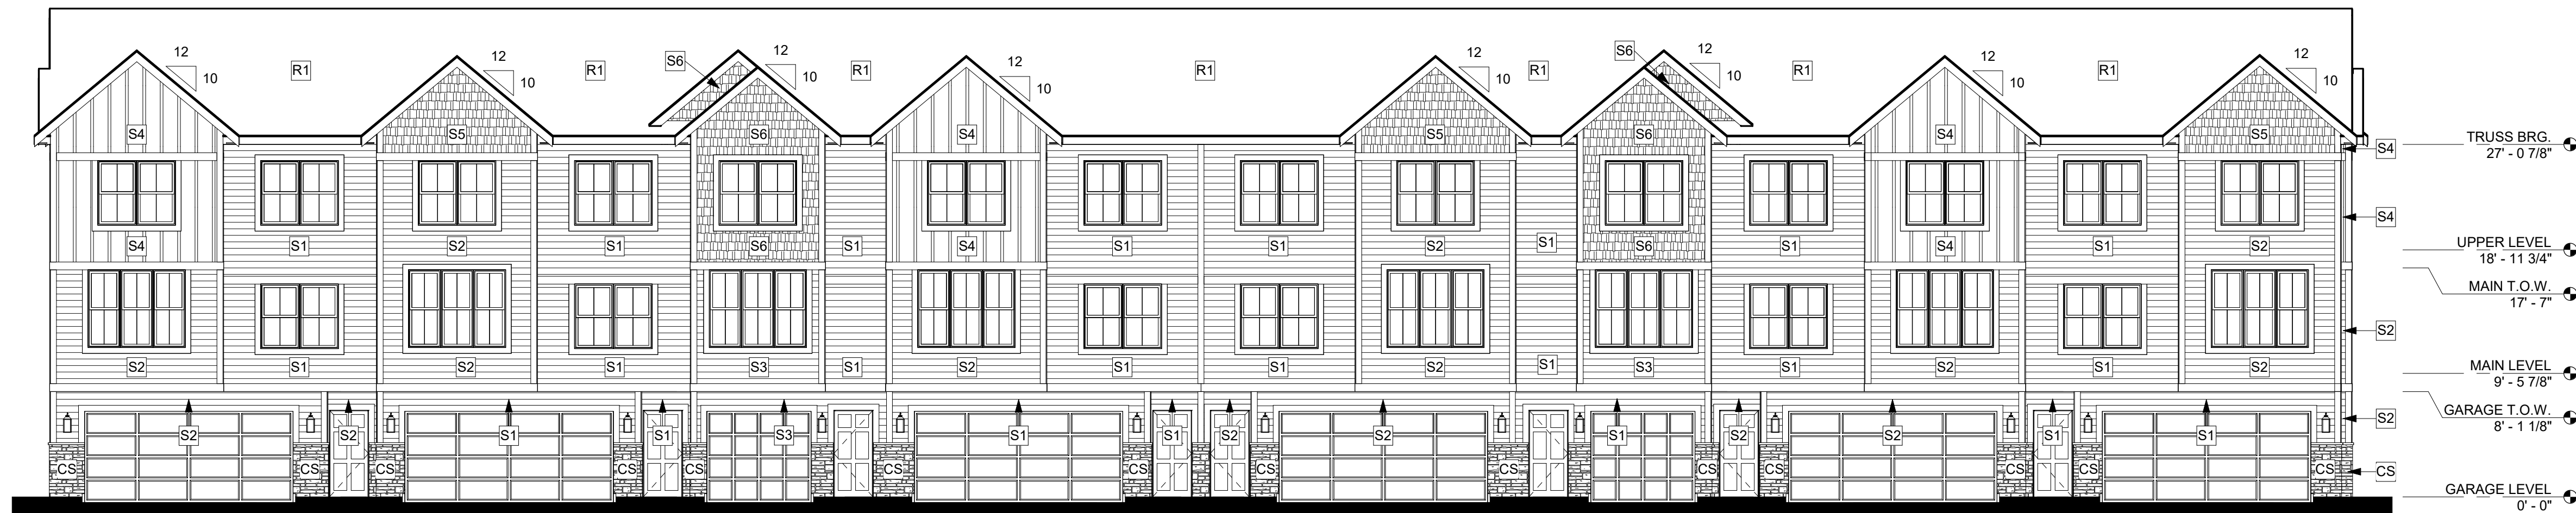 12 12 12 12 12 12 12 12
10 10 10 10 10 10 10 10
R1 R1 S6 R1 R1 R1 S6 R1 R1
S4 S5 S6 S4 S5 S6 S4 S5
S4
TRUSS BRG.
27' - 0 7/8"
S4
S4 S1 S2 S1 S6 S1 S4 S1 S1 S2 S1 S6 S1 S4 S1 S2
UPPER LEVEL
18' - 11 3/4"
MAIN T.O.W.
17' - 7"
S2
S2 S1 S2 S1 S3 S1 S2 S1 S1 S2 S1 S3 S1 S2 S1 S2
MAIN LEVEL
9' - 5 7/8"
S2
GARAGE T.O.W.
8' - 1 1/8"
S2 S2 S1 S1 S3 S1 S1 S2 S2 S1 S2 S2 S1 S1
CS CS CS CS CS CS CS CS CS CS CS CS CS CS
GARAGE LEVEL
0' - 0"